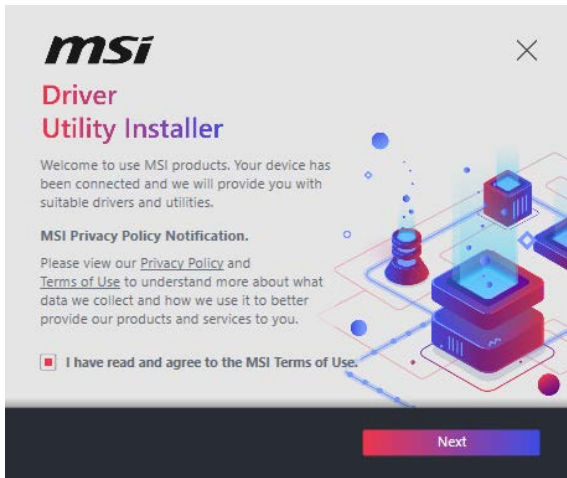 msi
Driver
Utility Installer
Welcome to use MSI products. Your device has
been connected and we will provide you with
suitable drivers and utilities.
MSI Privacy Policy Notification.
Please view our Privacy Policy and
Terms of Use to understand more about what
data we collect and how we use it to better
provide our products and services to you.
I have read and agree to the MSI Terms of Use.
Next